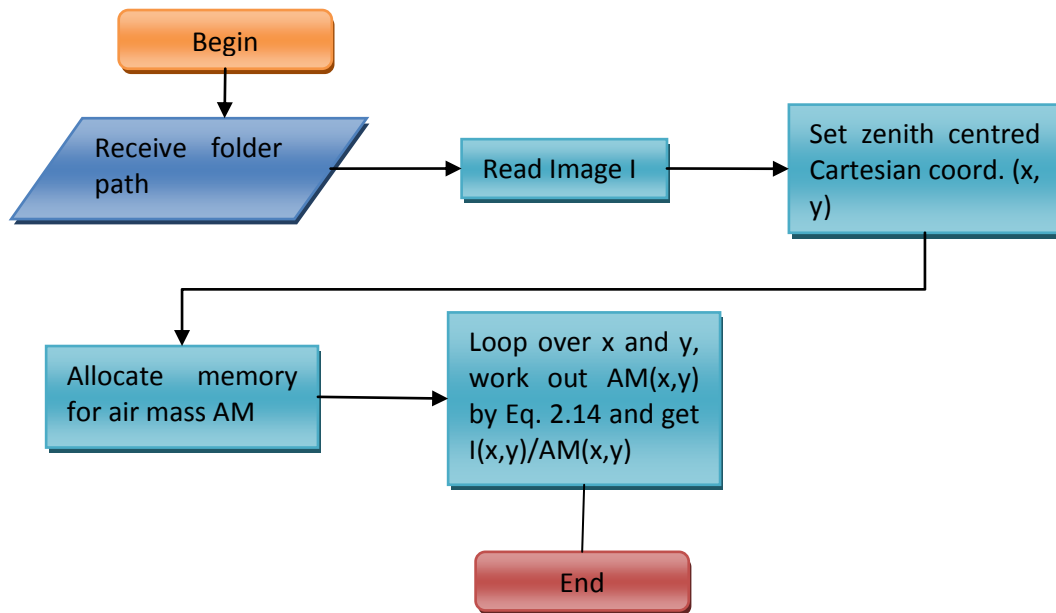 Begin
Receive folder
path
Read Image I
Set zenith centred
Cartesian coord. (x,
y)
Allocate memory
for air mass AM
Loop over x and y,
work out AM(x,y)
by Eq. 2.14 and get
I(x,y)/AM(x,y)
End